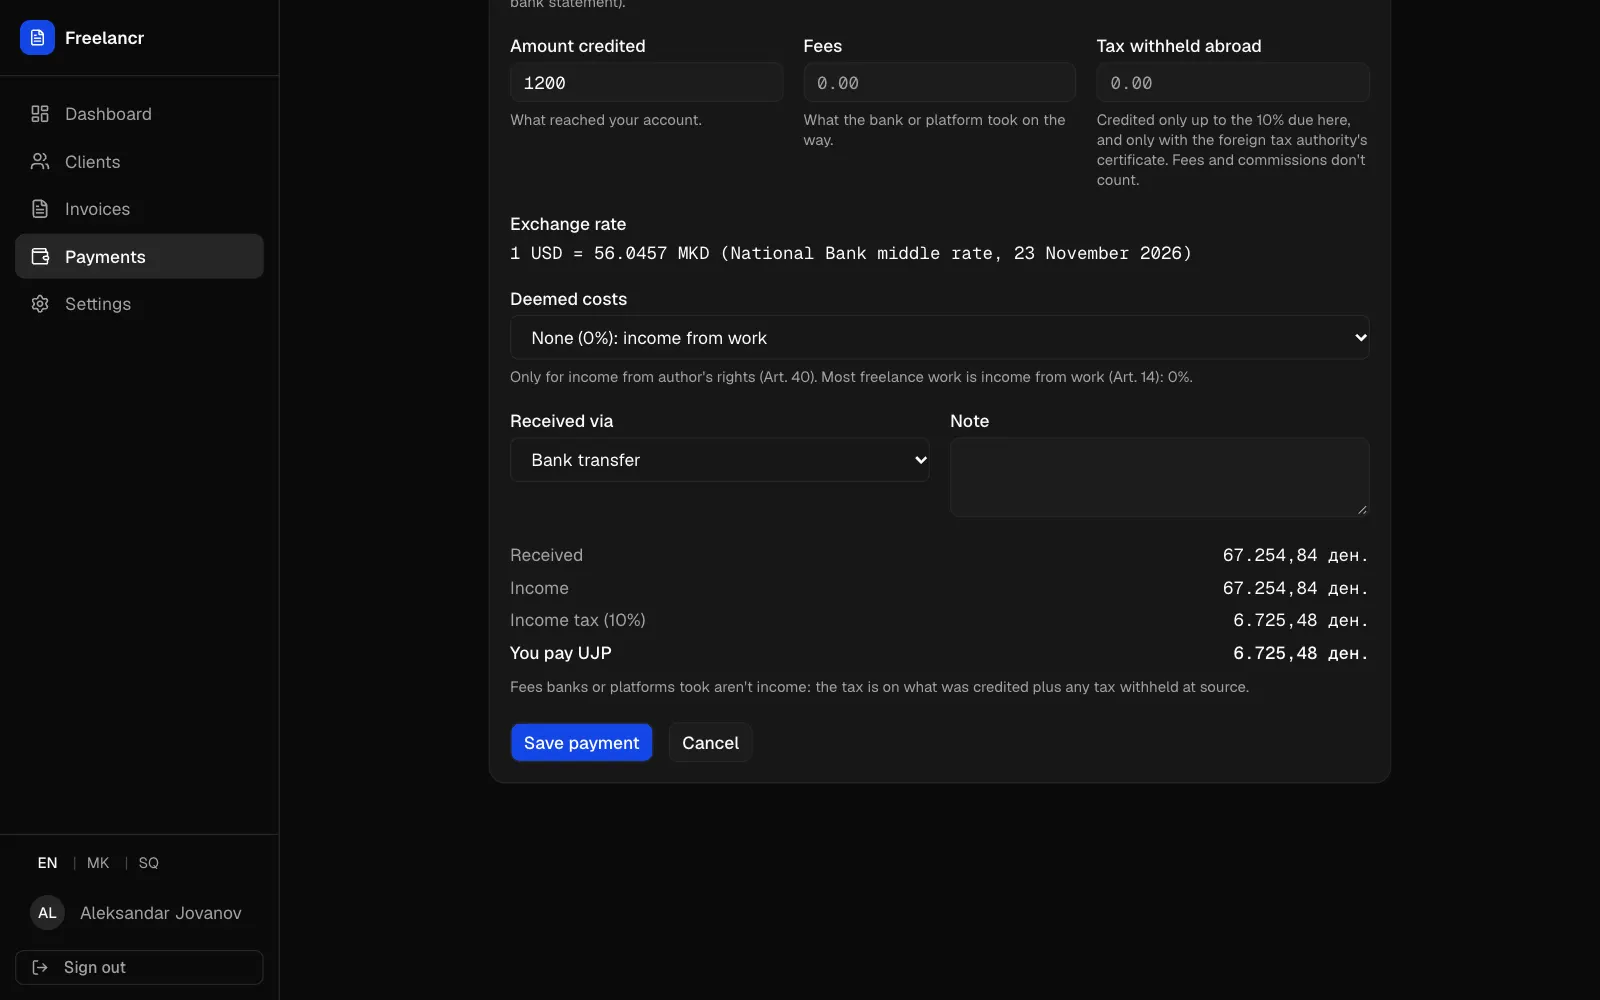 Freelancr
Dashboard
Clients
Invoices
Payments
Settings
EN | MK | SQ
AL Aleksandar Jovanov
Sign out
bank statement).
Amount credited
1200
What reached your account.
Fees
0.00
What the bank or platform took on the
way.
Tax withheld abroad
0.00
Credited only up to the 10% due here,
and only with the foreign tax authority's
certificate. Fees and commissions don't
count.
Exchange rate
1 USD = 56.0457 MKD (National Bank middle rate, 23 November 2026)
Deemed costs
None (0%): income from work
Only for income from author's rights (Art. 40). Most freelance work is income from work (Art. 14): 0%.
Received via
Bank transfer
Note
Received 67.254,84 ден.
Income 67.254,84 ден.
Income tax (10%) 6.725,48 ден.
You pay UJP 6.725,48 ден.
Fees banks or platforms took aren't income: the tax is on what was credited plus any tax withheld at source.
Save payment
Cancel